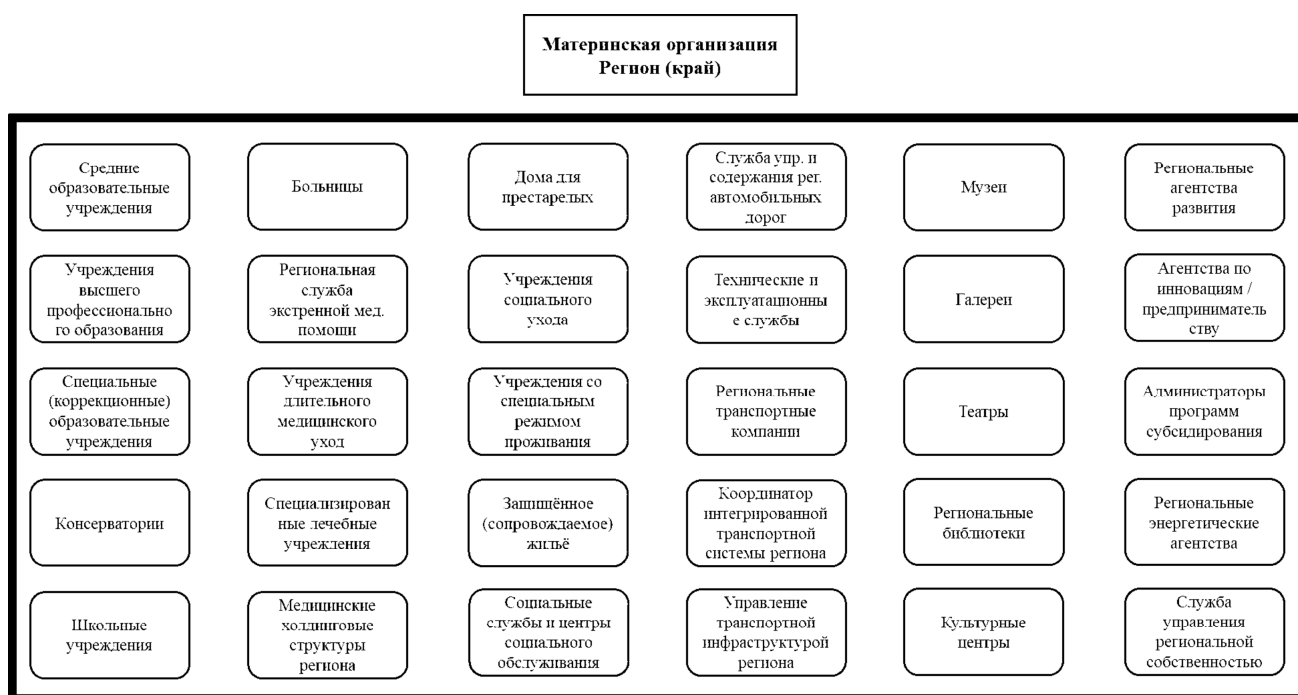 Материнская организация
Регион (край)
Средние
образовательные
учреждения
Больницы
Дома для
престарелых
Служба упр. и
содержания рег.
автомобильных
дорог
Музеи
Региональные
агентства
развития
Учреждения
высшего
профессионально
го образования
Региональная
служба
экстренной мед.
помощи
Учреждения
социального
ухода
Технические и
эксплуатационны
е службы
Галереи
Агентства по
инновациям /
предприниматель
ству
Специальные
(коррекционные)
образовательные
учреждения
Учреждения
длительного
медицинского
уход
Учреждения со
специальным
режимом
проживания
Региональные
транспортные
компании
Театры
Администраторы
программ
субсидирования
Консерватории
Специализирован
ные лечебные
учреждения
Защищённое
(сопровождаемое)
жильё
Координатор
интегрированной
транспортной
системы региона
Региональные
библиотеки
Региональные
энергетические
агентства
Школьные
учреждения
Медицинские
холдинговые
структуры
региона
Социальные
службы и центры
социального
обслуживания
Управление
транспортной
инфраструктурой
региона
Культурные
центры
Служба
управления
региональной
собственностью